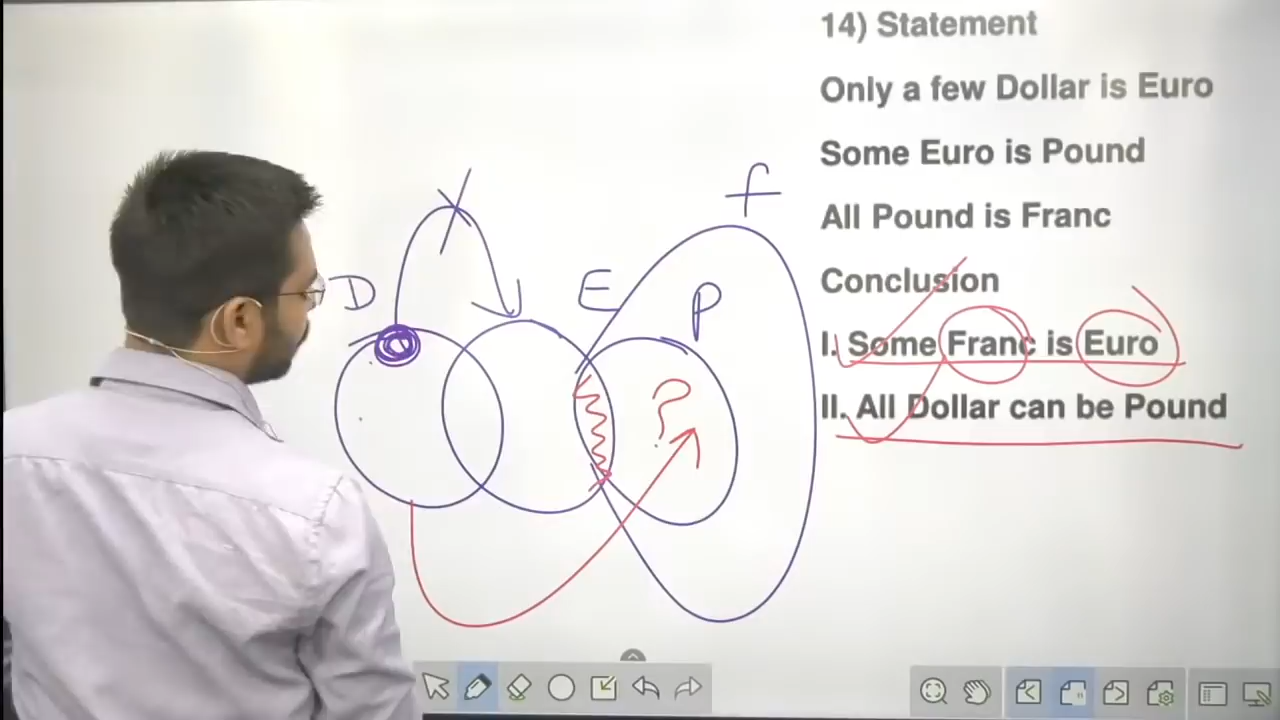 14) Statement
Only a few Dollar is Euro
Some Euro is Pound
All Pound is Franc
Conclusion
I. Some Franc is Euro
II. All Dollar can be Pound
f
D
E
P
?